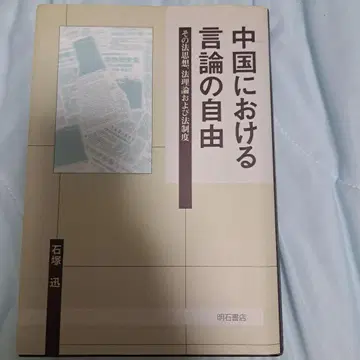 中国における
言論の自由
その法思想、法理論および法制度
石塚 迅
明石書店